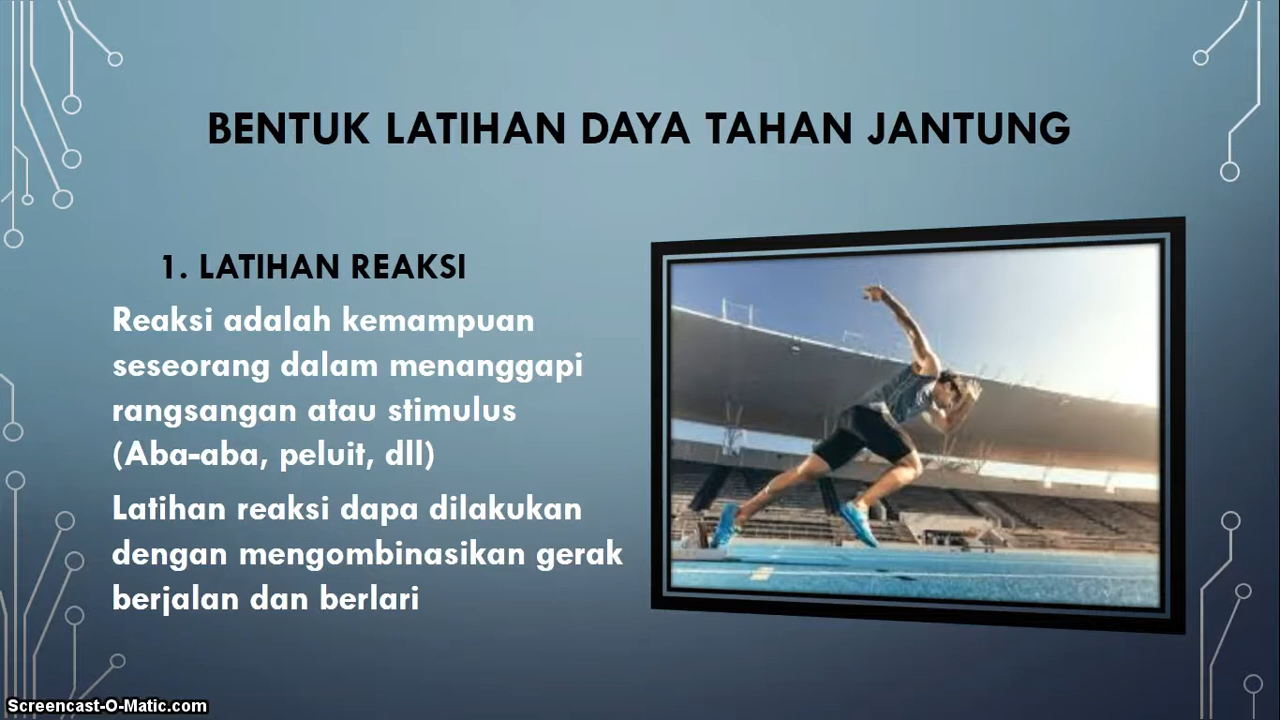 BENTUK LATIHAN DAYA TAHAN JANTUNG
1. LATIHAN REAKSI
Reaksi adalah kemampuan
seseorang dalam menanggapi
rangsangan atau stimulus
(Aba-aba, peluit, dll)
Latihan reaksi dapa dilakukan
dengan mengombinasikan gerak
berjalan dan berlari
Screencast-O-Matic.com